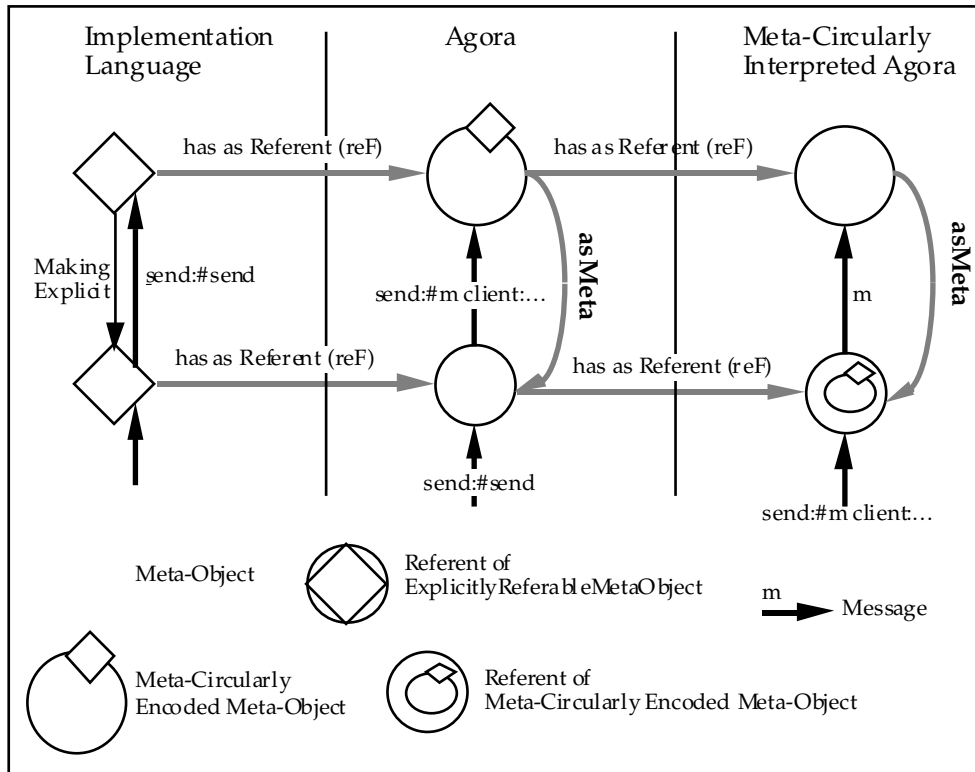 Implementation
Language
Agora
Meta-Circularly
Interpreted Agora
has as Referent (reF)
has as Referent (reF)
Making
Explicit
send:#send
send:#m client:…
asMeta
m
asMeta
has as Referent (reF)
has as Referent (reF)
send:#send
send:#m client:…
Meta-Object
Referent of
ExplicitlyReferableMetaObject
m
Message
Meta-Circularly
Encoded Meta-Object
Referent of
Meta-Circularly Encoded Meta-Object